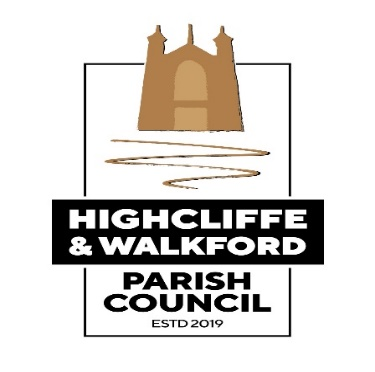 HIGHCLIFFE
& WALKFORD
PARISH
COUNCIL
ESTD 2019